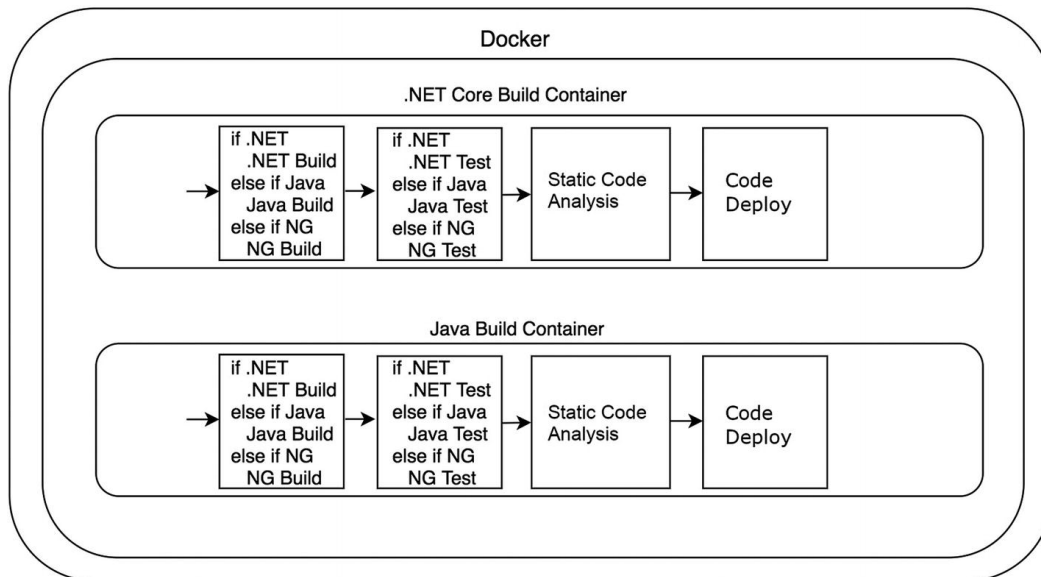 Docker
.NET Core Build Container
if .NET
.NET Build
else if Java
Java Build
else if NG
NG Build
if .NET
.NET Test
else if Java
Java Test
else if NG
NG Test
Static Code
Analysis
Code
Deploy
Java Build Container
if .NET
.NET Build
else if Java
Java Build
else if NG
NG Build
if .NET
.NET Test
else if Java
Java Test
else if NG
NG Test
Static Code
Analysis
Code
Deploy